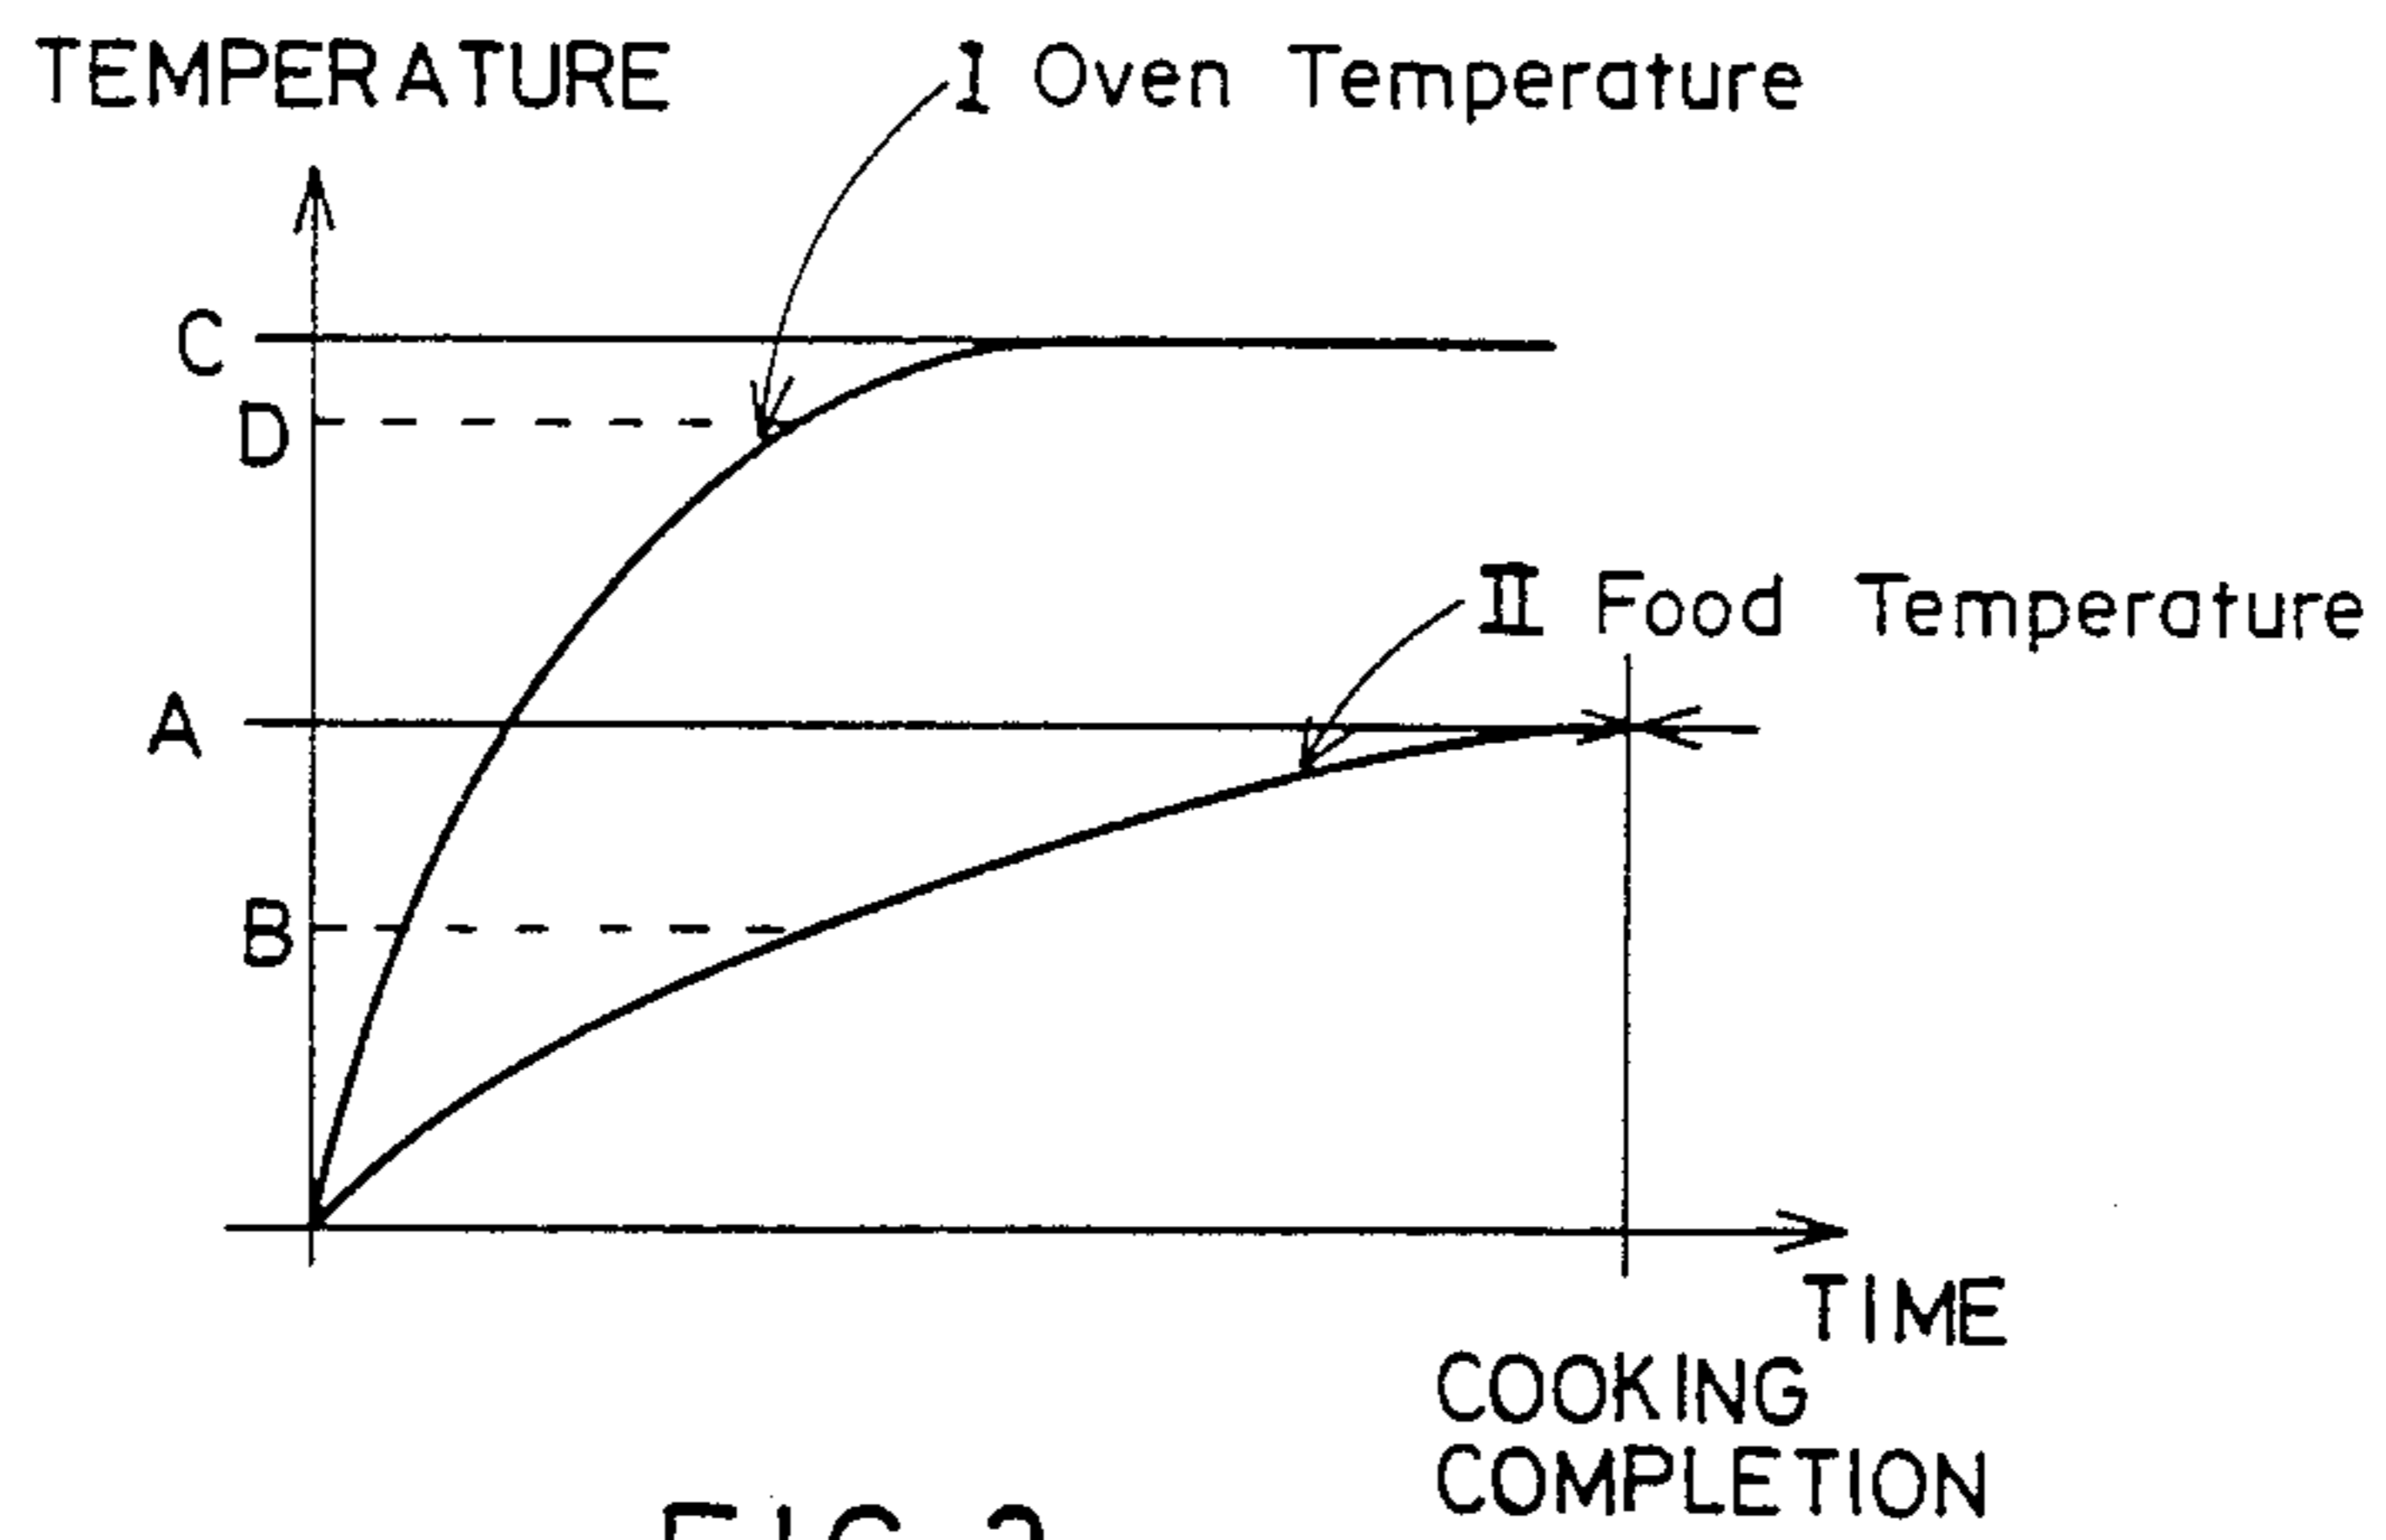 TEMPERATURE
I Oven Temperature
C
D
II Food Temperature
A
B
TIME
COOKING
COMPLETION